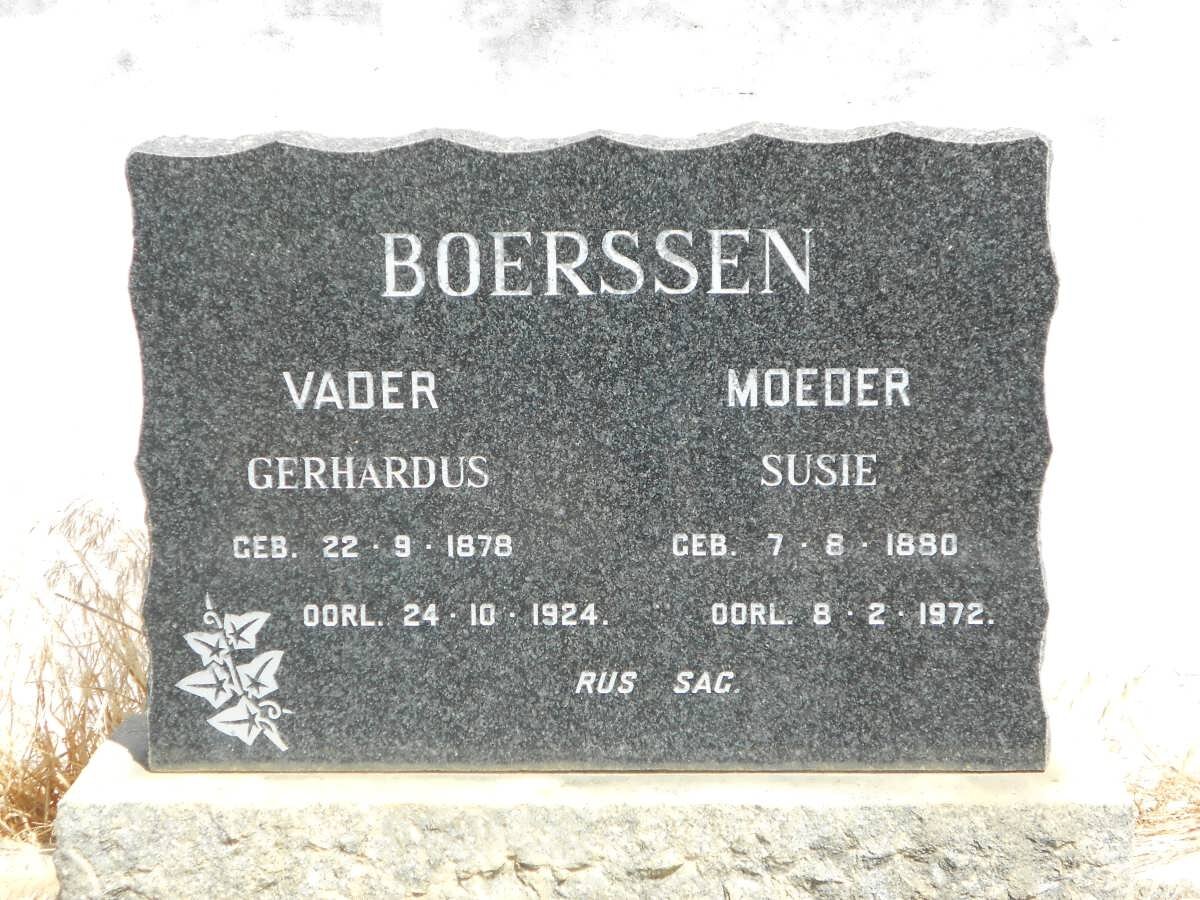 BOERSSEN
VADER MOEDER
GERHARDUS SUSIE
GEB. 22·9·1878 GEB. 7·8·1880
OORL. 24·10·1924. OORL. 8·2·1972.
RUS SAG.